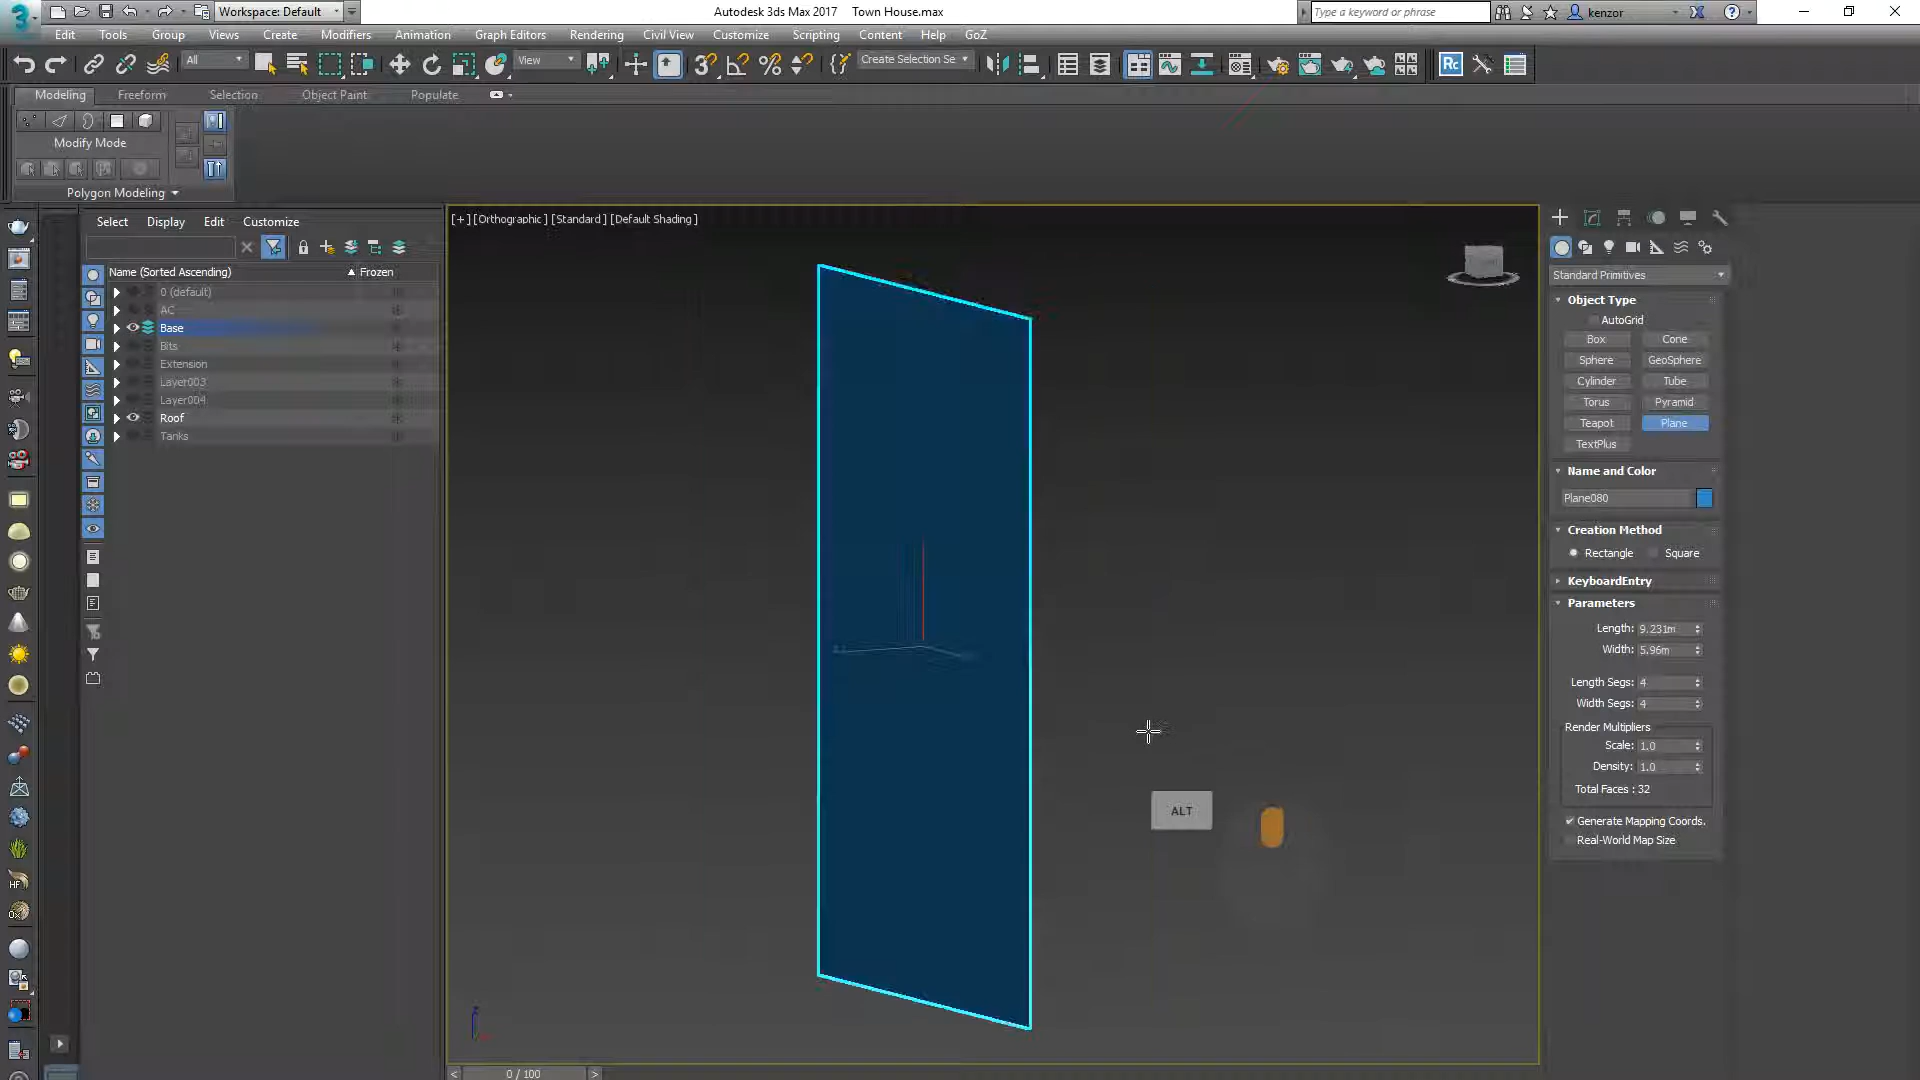 Workspace: Default
Autodesk 3ds Max 2017 Town House.max
Type a keyword or phrase
kenzor
Edit Tools Group Views Create Modifiers Animation Graph Editors Rendering Civil View Customize Scripting Content Help GoZ
All
View
Create Selection Se
Rc
Modeling Freeform Selection Object Paint Populate
Modify Mode
Polygon Modeling
Select Display Edit Customize
Name (Sorted Ascending) Frozen
0 (default)
AC
Base
Bits
Extension
Layer003
Layer004
Roof
Tanks
[+] [Orthographic] [Standard] [Default Shading]
ALT
0 / 100
Standard Primitives
Object Type
AutoGrid
Box Cone
Sphere GeoSphere
Cylinder Tube
Torus Pyramid
Teapot Plane
TextPlus
Name and Color
Plane080
Creation Method
Rectangle Square
KeyboardEntry
Parameters
Length: 9.231m
Width: 5.96m
Length Segs: 4
Width Segs: 4
Render Multipliers
Scale: 1.0
Density: 1.0
Total Faces : 32
Generate Mapping Coords.
Real-World Map Size